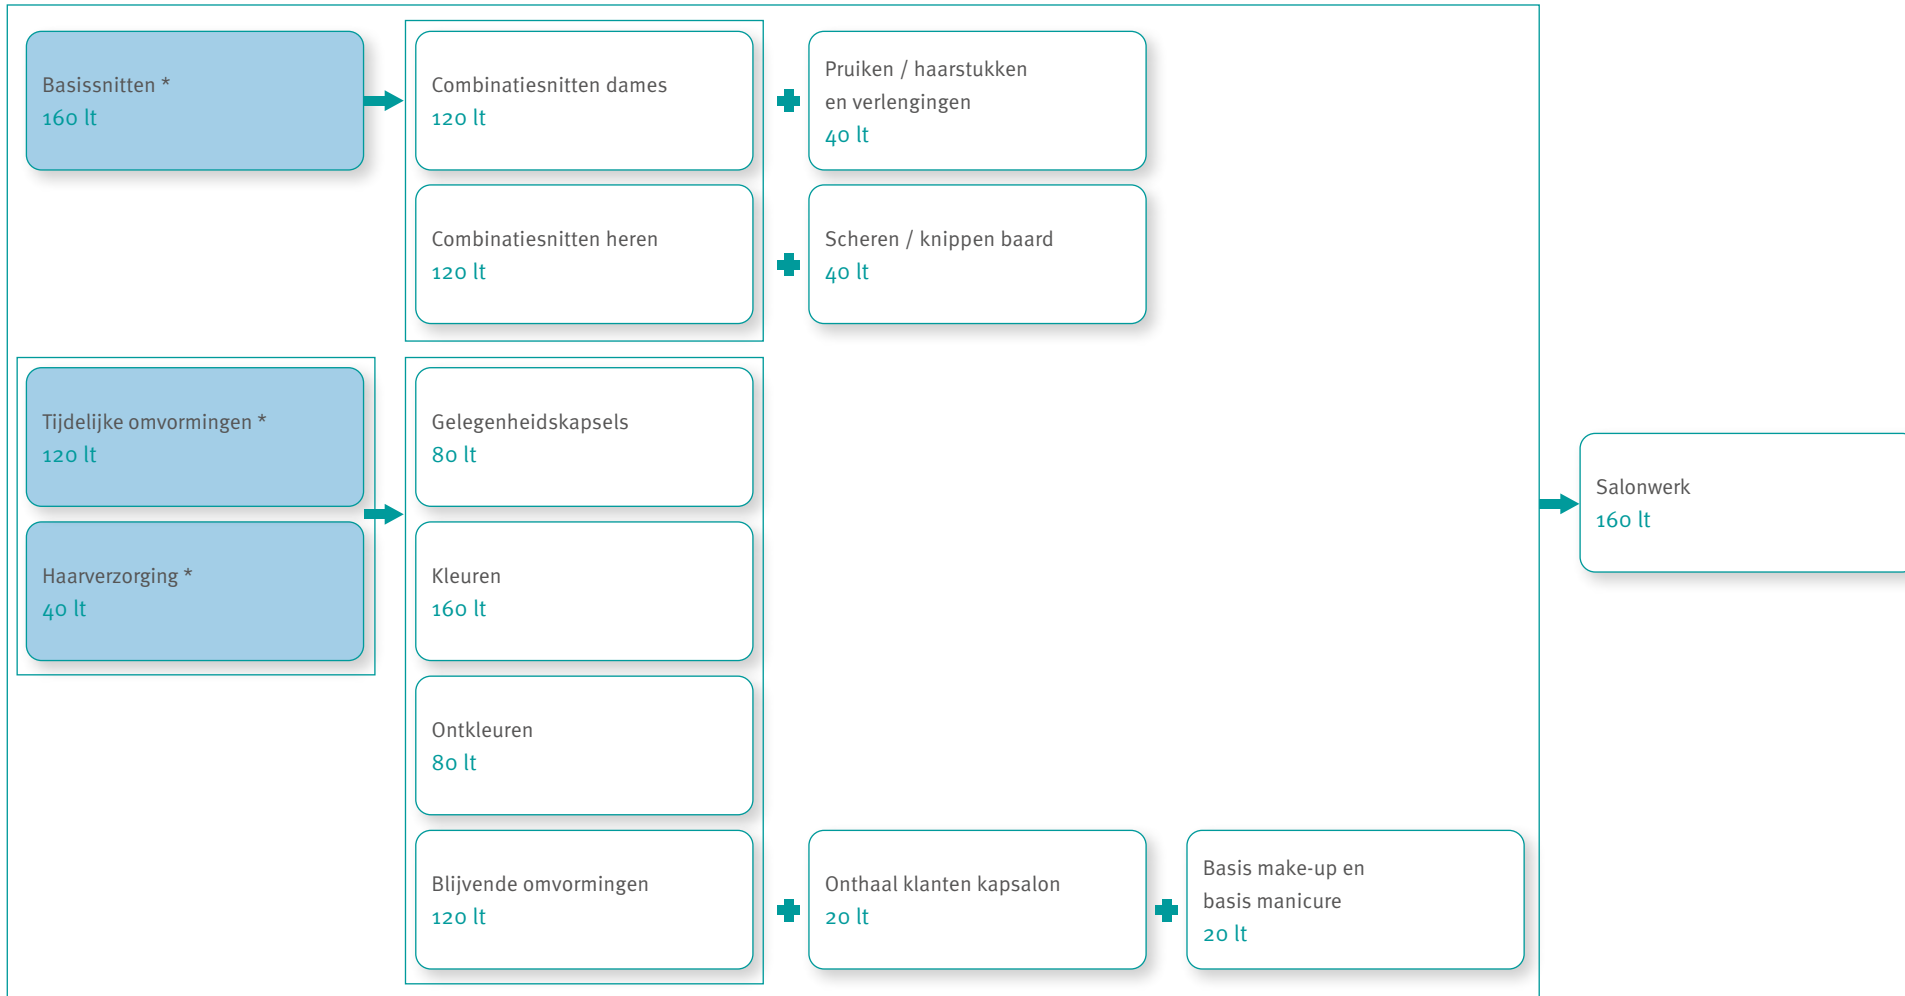 Basissnitten *
160 lt
Combinatiesnitten dames
120 lt
Pruiken / haarstukken
en verlengingen
40 lt
Combinatiesnitten heren
120 lt
Scheren / knippen baard
40 lt
Tijdelijke omvormingen *
120 lt
Haarverzorging *
40 lt
Gelegenheidskapsels
80 lt
Kleuren
160 lt
Ontkleuren
80 lt
Blijvende omvormingen
120 lt
Onthaal klanten kapsalon
20 lt
Basis make-up en
basis manicure
20 lt
Salonwerk
160 lt